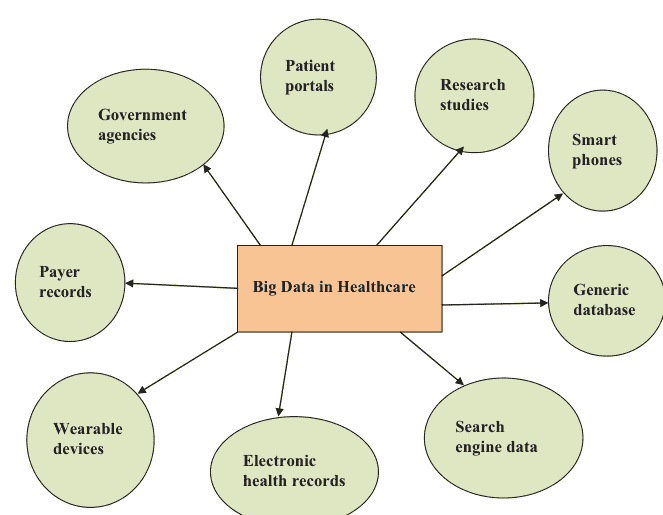 Patient
portals
Research
studies
Government
agencies
Smart
phones
Payer
records
Big Data in Healthcare
Generic
database
Wearable
devices
Search
engine data
Electronic
health records